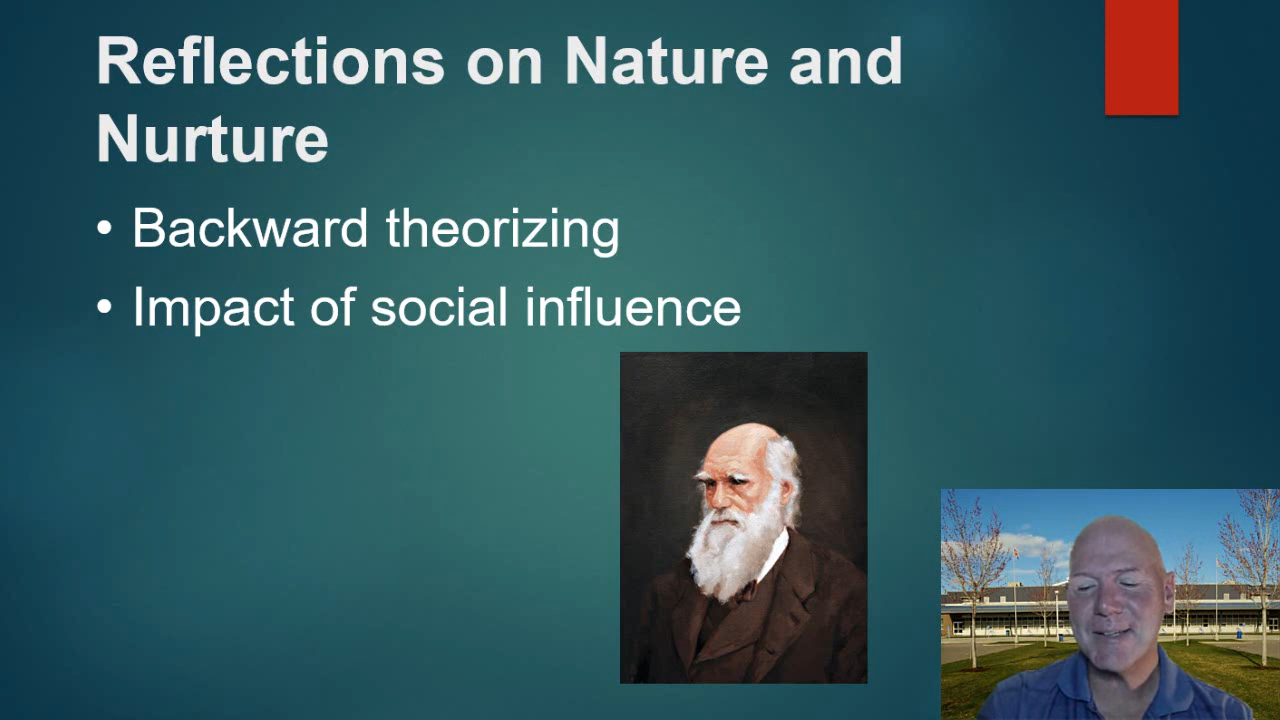 Reflections on Nature and
Nurture
• Backward theorizing
• Impact of social influence